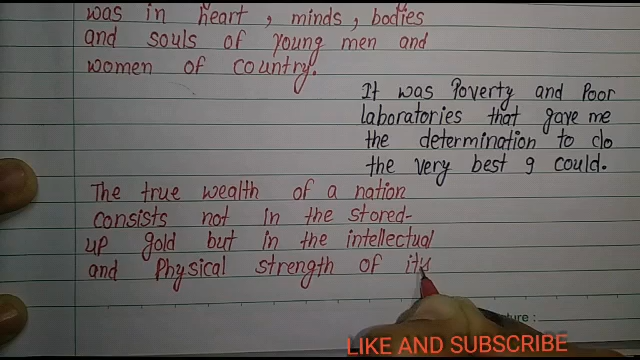 was in heart, minds, bodies
and souls of young men and
women of country.
It was Poverty and Poor
laboratories that gave me
the determination to do
the very best I could.
The true wealth of a nation
consists not in the stored-
up gold but in the intellectual
and Physical strength of its
LIKE AND SUBSCRIBE